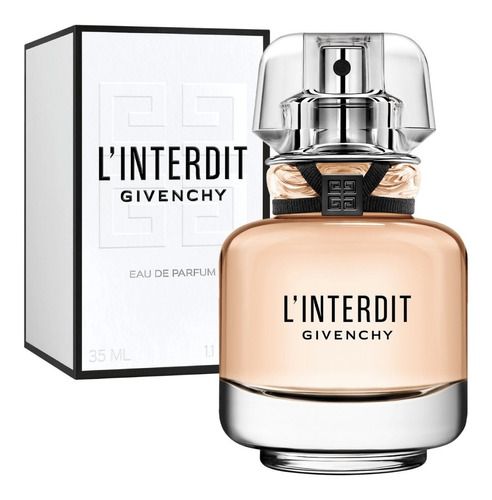 L'INTERDIT
GIVENCHY
EAU DE PARFUM
35 ML
1.1
L'INTERDIT
GIVENCHY